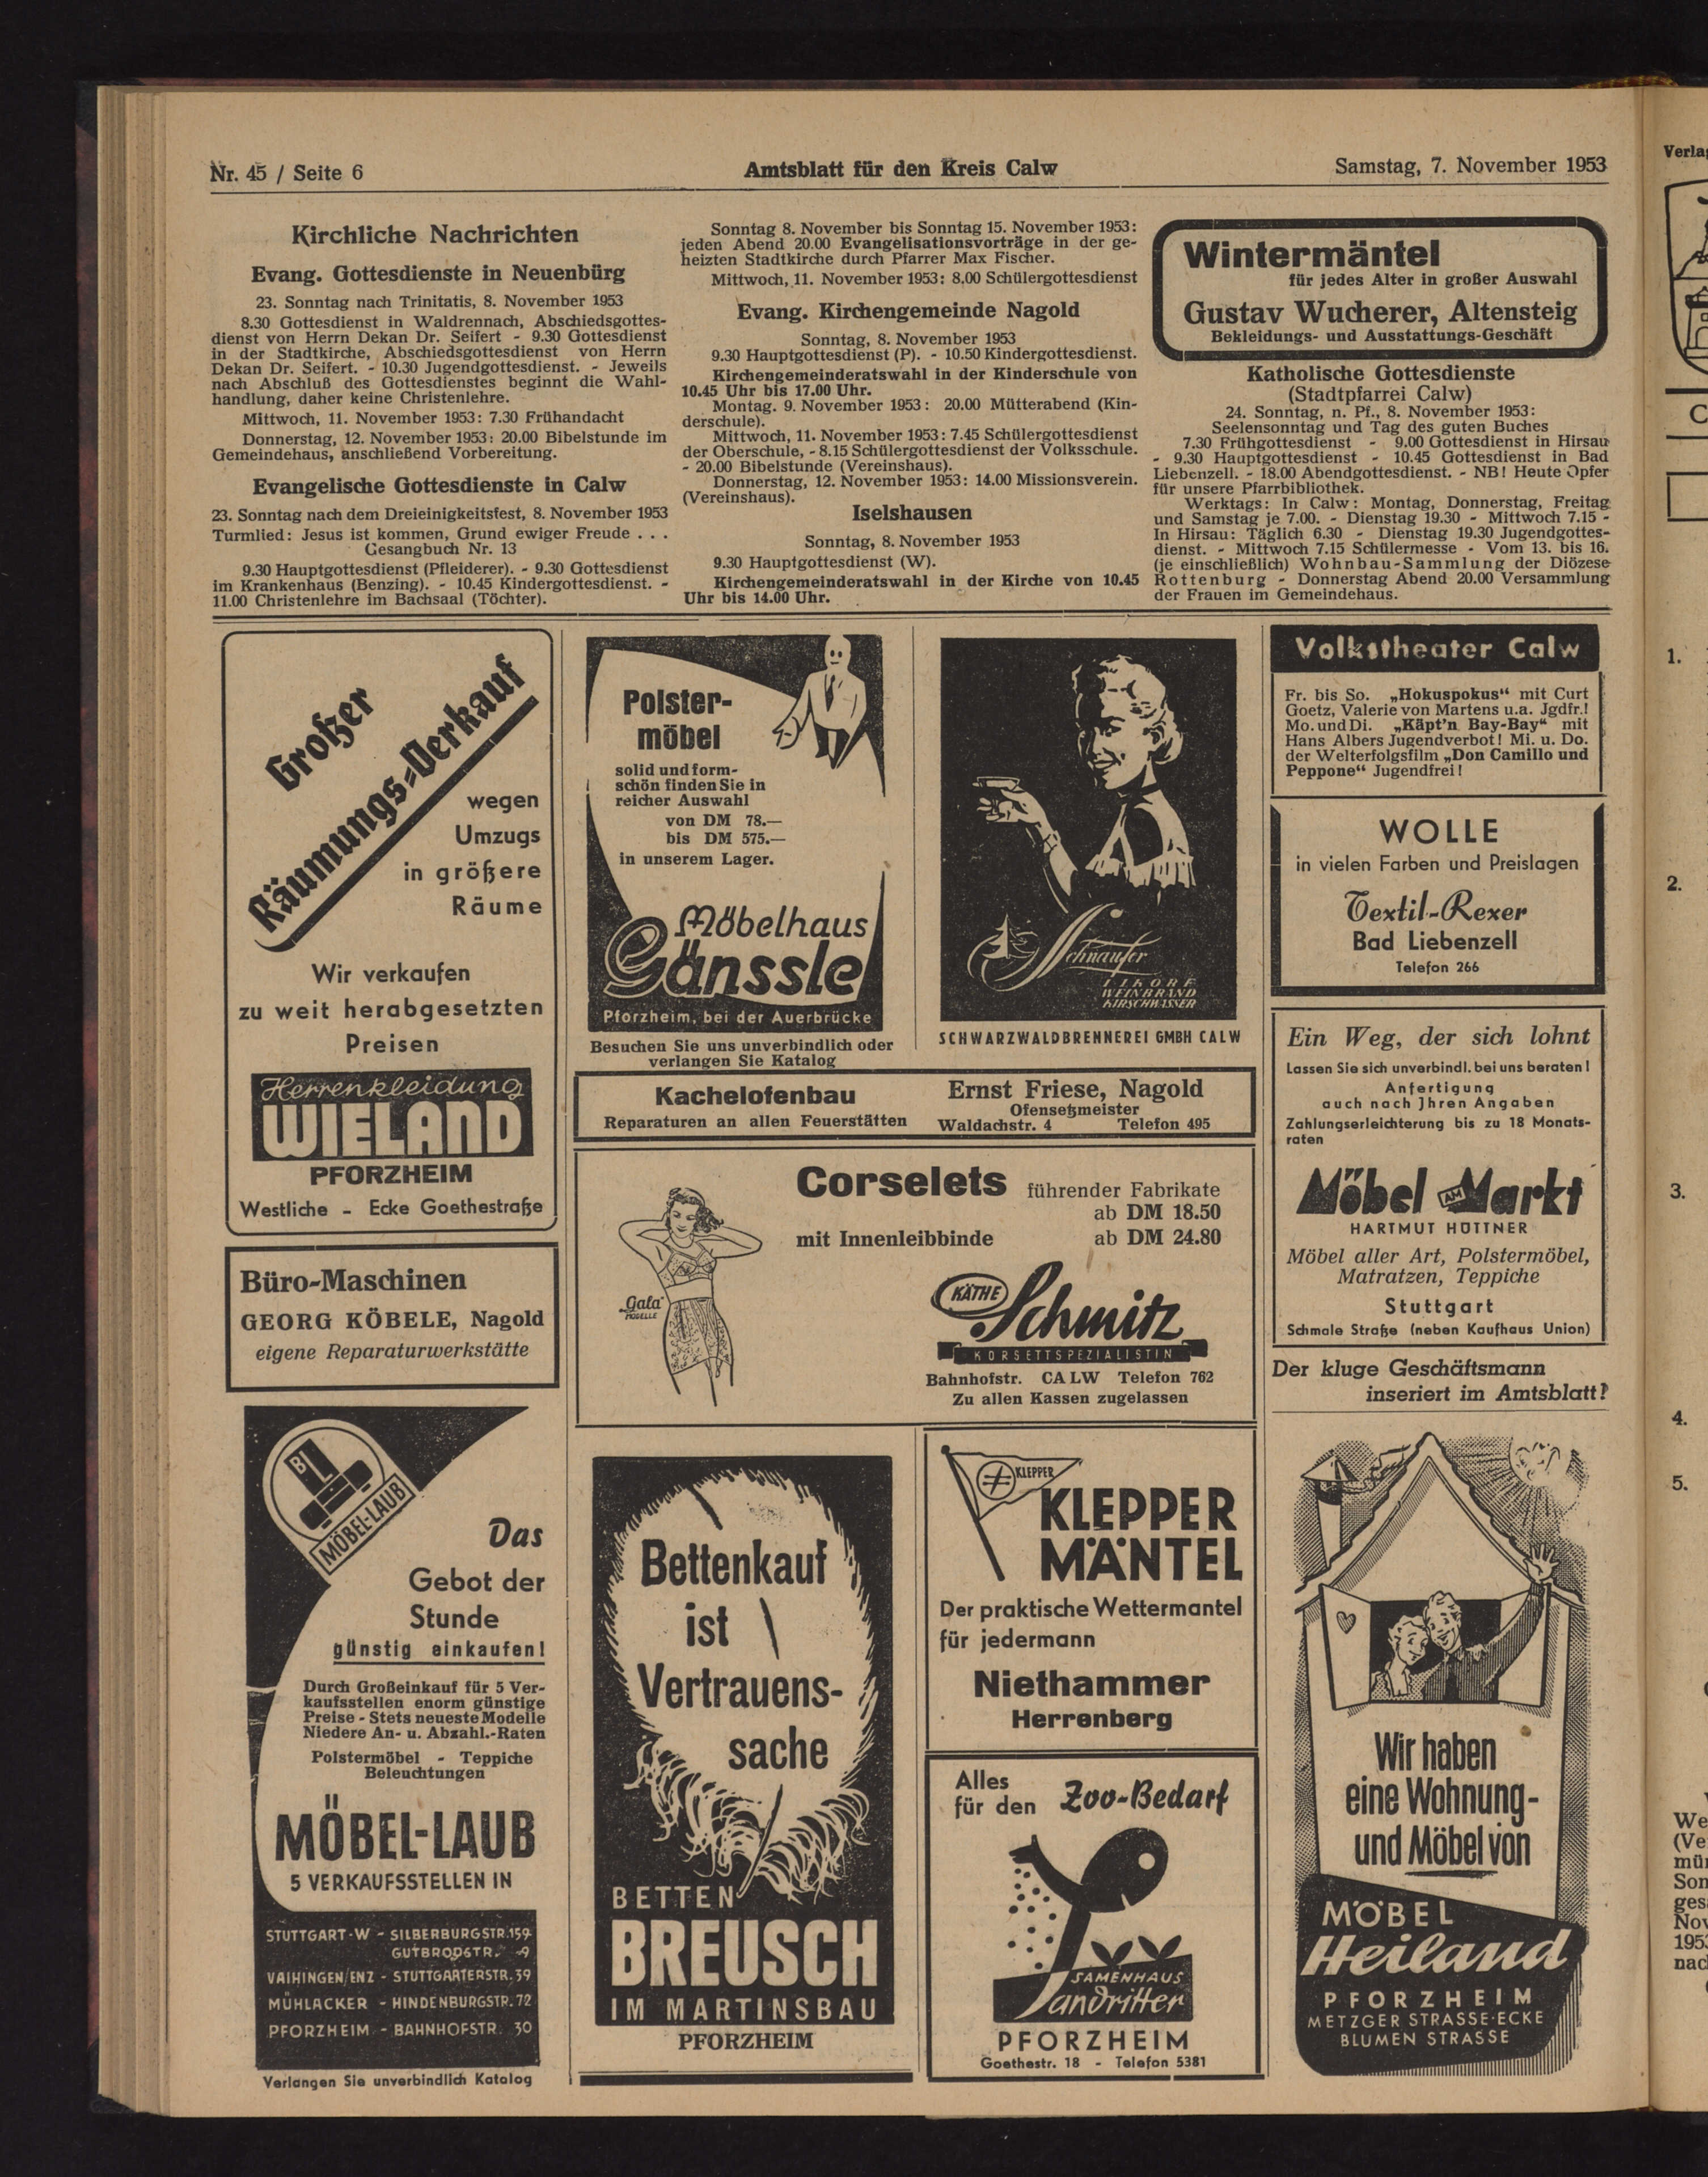 Nr. 45 / Seite 6
Amtsblatt für den Kreis Calw
Samstag, 7. November 1953
Kirchliche Nachrichten
Evang. Gottesdienste in Neuenbürg
23. Sonntag nach Trinitatis, 8. November 1953
8.30 Gottesdienst in Waldrennach, Abschiedsgottes-
dienst von Herrn Dekan Dr. Seifert - 9.30 Gottesdienst
in der Stadtkirche, Abschiedsgottesdienst von Herrn
Dekan Dr. Seifert. - 10.30 Jugendgottesdienst. - Jeweils
nach Abschluß des Gottesdienstes beginnt die Wahl-
handlung, daher keine Christenlehre.
Mittwoch, 11. November 1953: 7.30 Frühandacht
Donnerstag, 12. November 1953: 20.00 Bibelstunde im
Gemeindehaus, anschließend Vorbereitung.
Evangelische Gottesdienste in Calw
23. Sonntag nach dem Dreieinigkeitsfest, 8. November 1953
Turmlied: Jesus ist kommen, Grund ewiger Freude . . .
Gesangbuch Nr. 13
9.30 Hauptgottesdienst (Pfleiderer). - 9.30 Gottesdienst
im Krankenhaus (Benzing). - 10.45 Kindergottesdienst. -
11.00 Christenlehre im Bachsaal (Töchter).
Sonntag 8. November bis Sonntag 15. November 1953:
jeden Abend 20.00 Evangelisationsvorträge in der ge-
heizten Stadtkirche durch Pfarrer Max Fischer.
Mittwoch, 11. November 1953: 8.00 Schülergottesdienst
Evang. Kirchengemeinde Nagold
Sonntag, 8. November 1953
9.30 Hauptgottesdienst (P). - 10.50 Kindergottesdienst.
Kirchengemeinderatswahl in der Kinderschule von
10.45 Uhr bis 17.00 Uhr.
Montag. 9. November 1953: 20.00 Mütterabend (Kin-
derschule).
Mittwoch, 11. November 1953: 7.45 Schülergottesdienst
der Oberschule, - 8.15 Schülergottesdienst der Volksschule.
- 20.00 Bibelstunde (Vereinshaus).
Donnerstag, 12. November 1953: 14.00 Missionsverein.
(Vereinshaus).
Iselshausen
Sonntag, 8. November 1953
9.30 Hauptgottesdienst (W).
Kirchengemeinderatswahl in der Kirche von 10.45
Uhr bis 14.00 Uhr.
Wintermäntel
für jedes Alter in großer Auswahl
Gustav Wucherer, Altensteig
Bekleidungs- und Ausstattungs-Geschäft
Katholische Gottesdienste
(Stadtpfarrei Calw)
24. Sonntag, n. Pf., 8. November 1953:
Seelensonntag und Tag des guten Buches
7.30 Frühgottesdienst - 9.00 Gottesdienst in Hirsau
- 9.30 Hauptgottesdienst - 10.45 Gottesdienst in Bad
Liebenzell. - 18.00 Abendgottesdienst. - NB! Heute Opfer
für unsere Pfarrbibliothek.
Werktags: In Calw: Montag, Donnerstag, Freitag
und Samstag je 7.00. - Dienstag 19.30 - Mittwoch 7.15 -
In Hirsau: Täglich 6.30 - Dienstag 19.30 Jugendgottes-
dienst. - Mittwoch 7.15 Schülermesse - Vom 13. bis 16.
(je einschließlich) Wohnbau-Sammlung der Diözese
Rottenburg - Donnerstag Abend 20.00 Versammlung
der Frauen im Gemeindehaus.
Großer
Räumungs-Verkauf
wegen
Umzugs
in größere
Räume
Wir verkaufen
zu weit herabgesetzten
Preisen
Herrenkleidung
WIELAND
PFORZHEIM
Westliche - Ecke Goethestraße
Büro-Maschinen
GEORG KÖBELE, Nagold
eigene Reparaturwerkstätte
MÖBEL-LAUB
Das
Gebot der
Stunde
günstig einkaufen!
Durch Großeinkauf für 5 Ver-
kaufsstellen enorm günstige
Preise - Stets neueste Modelle
Niedere An- u. Abzahl.-Raten
Polstermöbel - Teppiche
Beleuchtungen
MÖBEL-LAUB
5 VERKAUFSSTELLEN IN
STUTTGART-W - SILBERBURGSTR. 159
GUTBRODSTR. 9
VAIHINGEN/ENZ - STUTTGARTERSTR. 39
MÜHLACKER - HINDENBURGSTR. 72
PFORZHEIM - BAHNHOFSTR. 30
Verlangen Sie unverbindlich Katalog
Polster-
möbel
solid und form-
schön finden Sie in
reicher Auswahl
von DM 78.—
bis DM 575.—
in unserem Lager.
Möbelhaus
Gänssle
Pforzheim, bei der Auerbrücke
Besuchen Sie uns unverbindlich oder
verlangen Sie Katalog
Schnaufer
LIKÖRE
WEINBRAND
KIRSCHWASSER
SCHWARZWALDBRENNEREI GMBH CALW
Kachelofenbau
Reparaturen an allen Feuerstätten
Ernst Friese, Nagold
Ofensetzmeister
Waldachstr. 4 Telefon 495
Corselets führender Fabrikate
ab DM 18.50
mit Innenleibbinde ab DM 24.80
Gala
MODELLE
KÄTHE
Schmitz
KORSETTSPEZIALISTIN
Bahnhofstr. CALW Telefon 762
Zu allen Kassen zugelassen
Bettenkauf
ist
Vertrauens-
sache
BETTEN
BREUSCH
IM MARTINSBAU
PFORZHEIM
KLEPPER
KLEPPER
MÄNTEL
Der praktische Wettermantel
für jedermann
Niethammer
Herrenberg
Alles
für den Zoo-Bedarf
SAMENHAUS
Jandritter
PFORZHEIM
Goethestr. 18 - Telefon 5381
Volkstheater Calw
Fr. bis So. „Hokuspokus“ mit Curt
Goetz, Valerie von Martens u.a. Jgdfr.!
Mo. und Di. „Käpt'n Bay-Bay“ mit
Hans Albers Jugendverbot! Mi. u. Do.
der Welterfolgsfilm „Don Camillo und
Peppone“ Jugendfrei!
WOLLE
in vielen Farben und Preislagen
Textil-Rexer
Bad Liebenzell
Telefon 266
Ein Weg, der sich lohnt
Lassen Sie sich unverbindl. bei uns beraten!
Anfertigung
auch nach Jhren Angaben
Zahlungserleichterung bis zu 18 Monats-
raten
Möbel AM Markt
HARTMUT HÜTTNER
Möbel aller Art, Polstermöbel,
Matratzen, Teppiche
Stuttgart
Schmale Straße (neben Kaufhaus Union)
Der kluge Geschäftsmann
inseriert im Amtsblatt!
Wir haben
eine Wohnung-
und Möbel von
MÖBEL
Heiland
PFORZHEIM
METZGER STRASSE-ECKE
BLUMEN STRASSE
1.
2.
3.
4.
5.